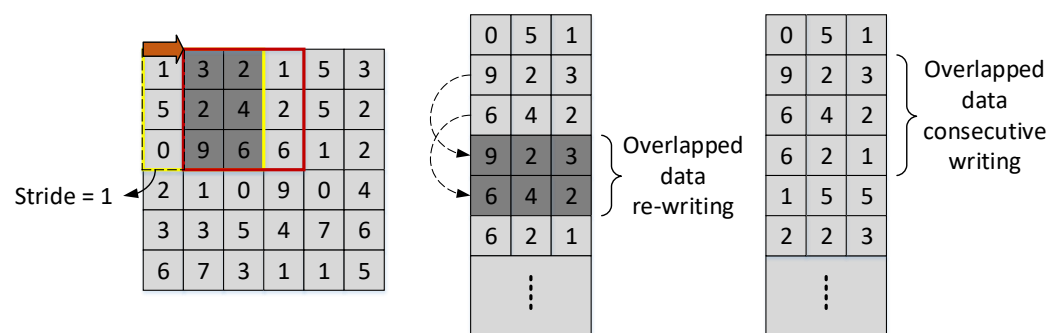 1 3 2 1 5 3
5 2 4 2 5 2
0 9 6 6 1 2
2 1 0 9 0 4
3 3 5 4 7 6
6 7 3 1 1 5
Stride = 1
0 5 1
9 2 3
6 4 2
9 2 3
6 4 2
6 2 1
Overlapped
data
re-writing
0 5 1
9 2 3
6 4 2
6 2 1
1 5 5
2 2 3
Overlapped
data
consecutive
writing